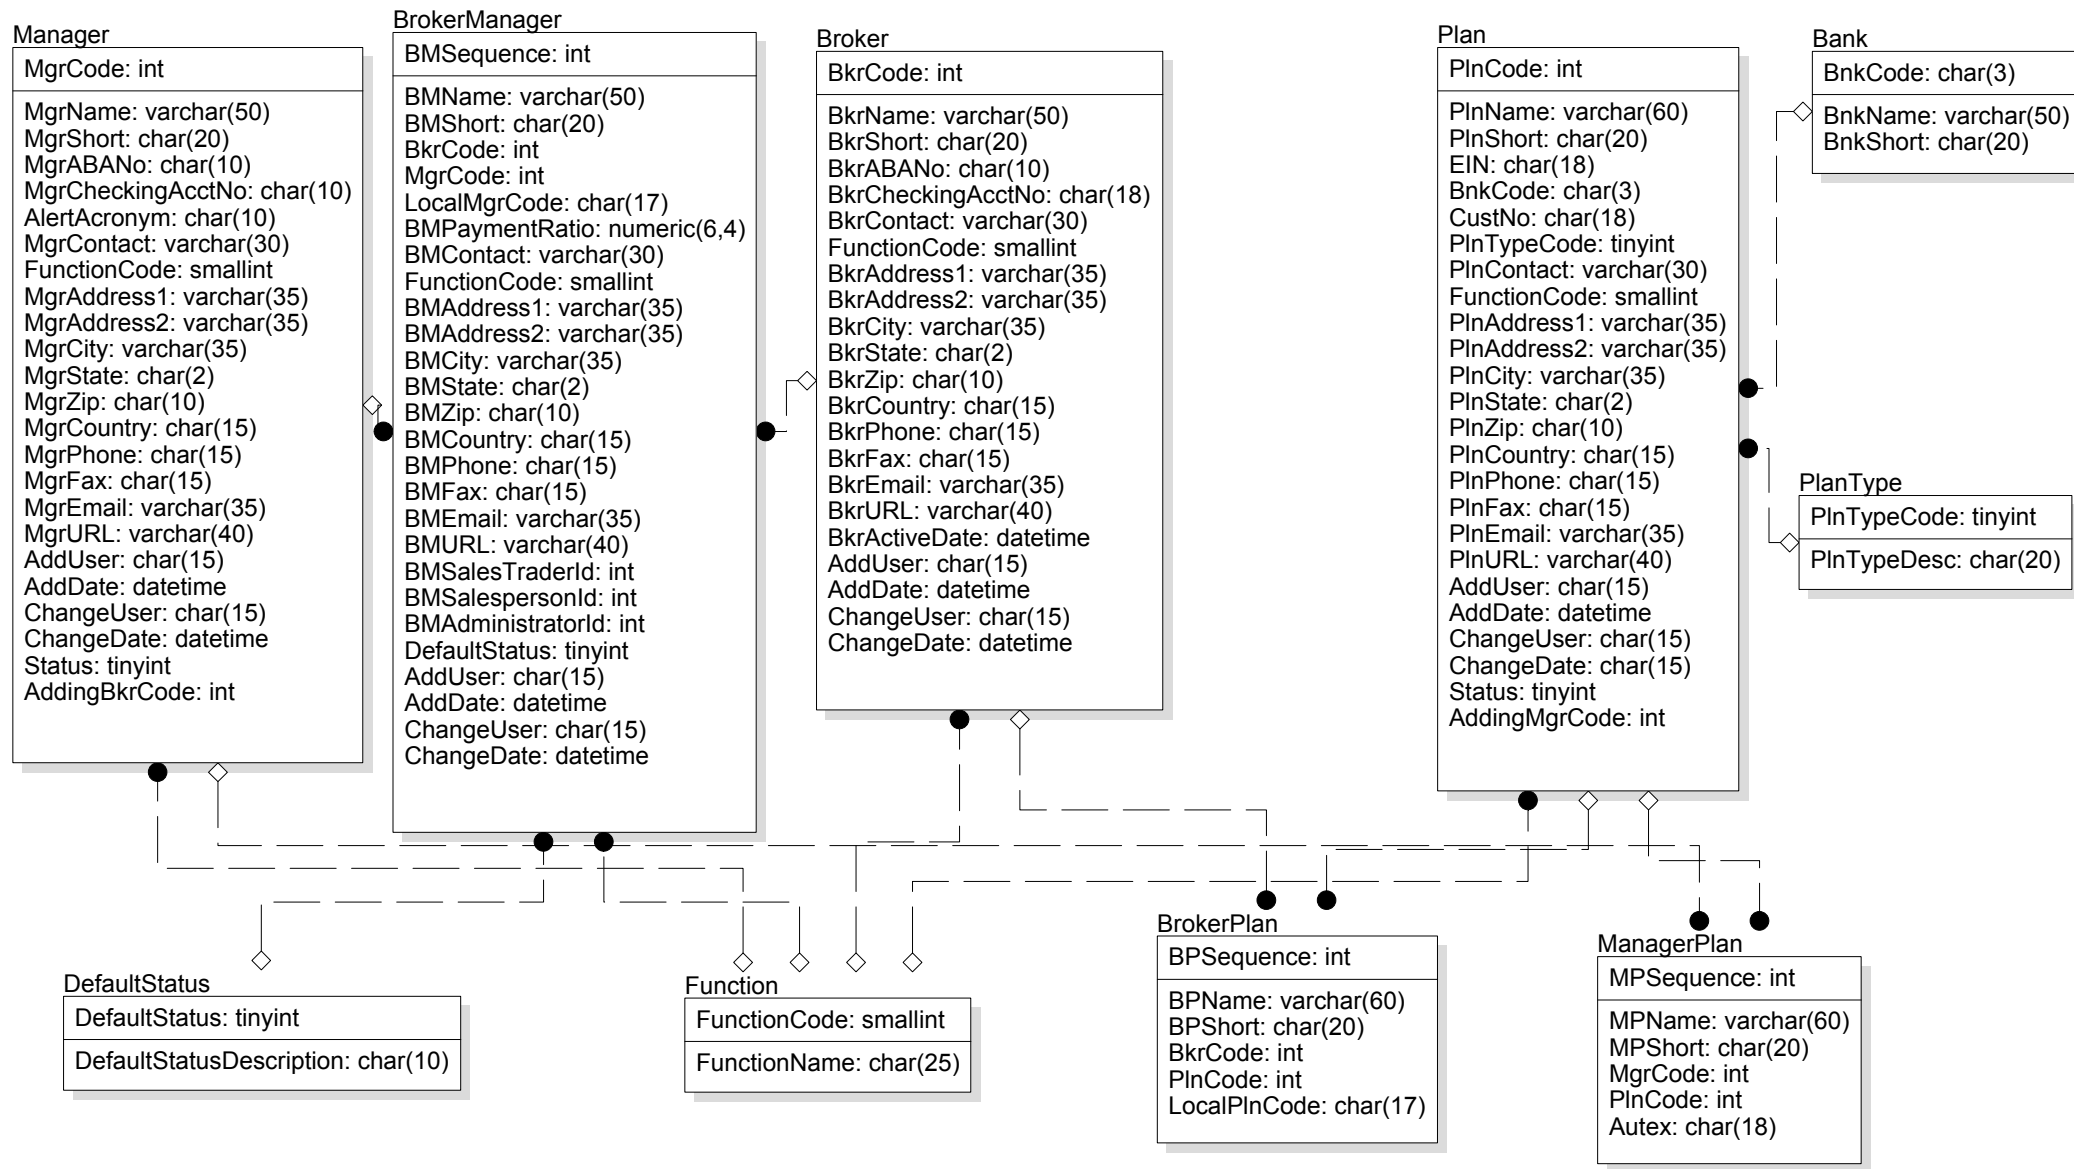 Manager
MgrCode: int
MgrName: varchar(50)
MgrShort: char(20)
MgrABANo: char(10)
MgrCheckingAcctNo: char(10)
AlertAcronym: char(10)
MgrContact: varchar(30)
FunctionCode: smallint
MgrAddress1: varchar(35)
MgrAddress2: varchar(35)
MgrCity: varchar(35)
MgrState: char(2)
MgrZip: char(10)
MgrCountry: char(15)
MgrPhone: char(15)
MgrFax: char(15)
MgrEmail: varchar(35)
MgrURL: varchar(40)
AddUser: char(15)
AddDate: datetime
ChangeUser: char(15)
ChangeDate: datetime
Status: tinyint
AddingBkrCode: int
BrokerManager
BMSequence: int
BMName: varchar(50)
BMShort: char(20)
BkrCode: int
MgrCode: int
LocalMgrCode: char(17)
BMPaymentRatio: numeric(6,4)
BMContact: varchar(30)
FunctionCode: smallint
BMAddress1: varchar(35)
BMAddress2: varchar(35)
BMCity: varchar(35)
BMState: char(2)
BMZip: char(10)
BMCountry: char(15)
BMPhone: char(15)
BMFax: char(15)
BMEmail: varchar(35)
BMURL: varchar(40)
BMSalesTraderId: int
BMSalespersonId: int
BMAdministratorId: int
DefaultStatus: tinyint
AddUser: char(15)
AddDate: datetime
ChangeUser: char(15)
ChangeDate: datetime
Broker
BkrCode: int
BkrName: varchar(50)
BkrShort: char(20)
BkrABANo: char(10)
BkrCheckingAcctNo: char(18)
BkrContact: varchar(30)
FunctionCode: smallint
BkrAddress1: varchar(35)
BkrAddress2: varchar(35)
BkrCity: varchar(35)
BkrState: char(2)
BkrZip: char(10)
BkrCountry: char(15)
BkrPhone: char(15)
BkrFax: char(15)
BkrEmail: varchar(35)
BkrURL: varchar(40)
BkrActiveDate: datetime
AddUser: char(15)
AddDate: datetime
ChangeUser: char(15)
ChangeDate: datetime
Plan
PlnCode: int
PlnName: varchar(60)
PlnShort: char(20)
EIN: char(18)
BnkCode: char(3)
CustNo: char(18)
PlnTypeCode: tinyint
PlnContact: varchar(30)
FunctionCode: smallint
PlnAddress1: varchar(35)
PlnAddress2: varchar(35)
PlnCity: varchar(35)
PlnState: char(2)
PlnZip: char(10)
PlnCountry: char(15)
PlnPhone: char(15)
PlnFax: char(15)
PlnEmail: varchar(35)
PlnURL: varchar(40)
AddUser: char(15)
AddDate: datetime
ChangeUser: char(15)
ChangeDate: char(15)
Status: tinyint
AddingMgrCode: int
Bank
BnkCode: char(3)
BnkName: varchar(50)
BnkShort: char(20)
PlanType
PlnTypeCode: tinyint
PlnTypeDesc: char(20)
DefaultStatus
DefaultStatus: tinyint
DefaultStatusDescription: char(10)
Function
FunctionCode: smallint
FunctionName: char(25)
BrokerPlan
BPSequence: int
BPName: varchar(60)
BPShort: char(20)
BkrCode: int
PlnCode: int
LocalPlnCode: char(17)
ManagerPlan
MPSequence: int
MPName: varchar(60)
MPShort: char(20)
MgrCode: int
PlnCode: int
Autex: char(18)